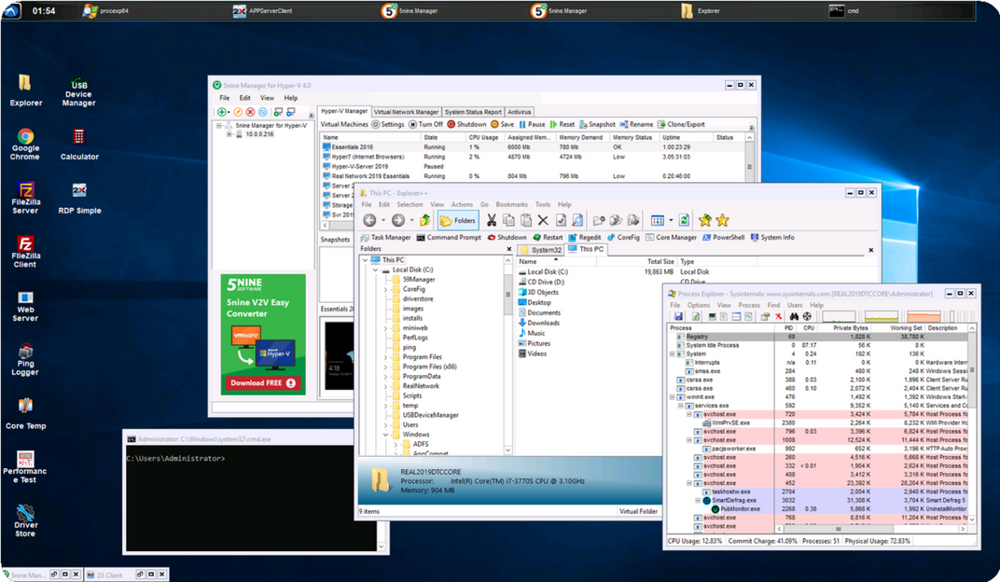 01:54 procexp64 2X APPServerClient 5 5nine.Manager 5 5nine.Manager Explorer cmd
Explorer
USB Device Manager
Google Chrome
Calculator
FileZilla Server
2X
RDP Simple
FileZilla Client
Web Server
Ping Logger
Core Temp
Performance Test
Driver Store
5nine Manager for Hyper-V 4.0
File Edit View Help
5nine Manager for Hyper-V
10.0.0.216
Hyper-V Manager Virtual Network Manager System Status Report Antivirus
Virtual Machines Settings Turn Off Shutdown Save Pause Reset Snapshot Rename Clone/Export
Name State CPU Usage Assigned Mem... Memory Demand Memory Status Uptime Status
Essentials 2016 Running 1 % 6000 Mb 780 Mb OK 1.00:23:29
Hyper7 (Internet Browsers) Running 2 % 4870 Mb 4724 Mb Low 3.05:31:03
Hyper-V-Server 2019 Paused
Real Network 2019 Essentials Running 0 % 804 Mb 796 Mb Low 0.20:46:00
Server 2
Server 2
Storage
Svr 201
Snapshots
Essentials 20
4:18
5NINE
SOFTWARE
5nine V2V Easy
Converter
vmware
Hyper-V
Download FREE
This PC - Explorer++
File Edit Selection View Actions Go Bookmarks Tools Help
Folders
Task Manager Command Prompt Shutdown Restart Regedit CoreFig Core Manager PowerShell System Info
Folders
This PC
Local Disk (C:)
59Manager
CoreFig
driverstore
images
installs
miniweb
PerfLogs
ping
Program Files
Program Files (x86)
ProgramData
RealNetwork
Scripts
temp
USBDeviceManager
Users
Windows
ADFS
AppCompat
System32 This PC
Name Total Size Type
Local Disk (C:) 19,863 MB Local Disk
CD Drive (D:) CD Drive
3D Objects
Desktop
Documents
Downloads
Music
Pictures
Videos
REAL2019DTCCORE
Processor: Intel(R) Core(TM) i7-3770S CPU @ 3.10GHz
Memory: 904 MB
9 items Virtual Folder
Process Explorer - Sysinternals: www.sysinternals.com [REAL2019DTCCORE\Administrator]
File Options View Process Find Users Help
Process PID CPU Private Bytes Working Set Description
Registry 68 1,828 K 38,780 K
System Idle Process 0 87.17 56 K 8 K
System 4 0.24 192 K 136 K
Interrupts n/a 0.11 0 K 0 K Hardware Interr
smss.exe 284 480 K 248 K Windows Sessi
csrss.exe 388 0.03 2,100 K 1,996 K Client Server Ru
csrss.exe 460 0.10 2,072 K 2,404 K Client Server Ru
wininit.exe 476 1,492 K 1,392 K Windows Start-
services.exe 592 9,352 K 5,140 K Services and Co
svchost.exe 720 3,424 K 5,784 K Host Process fo
WmiPrvSE.exe 2380 2,264 K 8,232 K WMI Provider Ho
svchost.exe 796 0.03 3,396 K 6,824 K Host Process fo
svchost.exe 1008 12,524 K 11,444 K Host Process fo
pacjsworker.exe 992 652 K 3,196 K HTTP Auto Prox
svchost.exe 260 4,516 K 5,668 K Host Process fo
svchost.exe 332 < 0.01 1,904 K 2,624 K Host Process fo
svchost.exe 408 3,412 K 3,316 K Host Process fo
svchost.exe 452 23,392 K 28,204 K Host Process fo
taskhostw.exe 2704 2,004 K 2,940 K Host Process fo
SmartDefrag.exe 3032 31,308 K 3,704 K Smart Defrag 5
PubMonitor.exe 2268 0.38 5,868 K 1,992 K UninstallMontior
svchost.exe 768 8,816 K 11,204 K Host Process fo
CPU Usage: 12.83% Commit Charge: 41.09% Processes: 51 Physical Usage: 72.83%
Administrator: C:\Windows\system32\cmd.exe
C:\Users\Administrator>
5nine Man... 2X Client